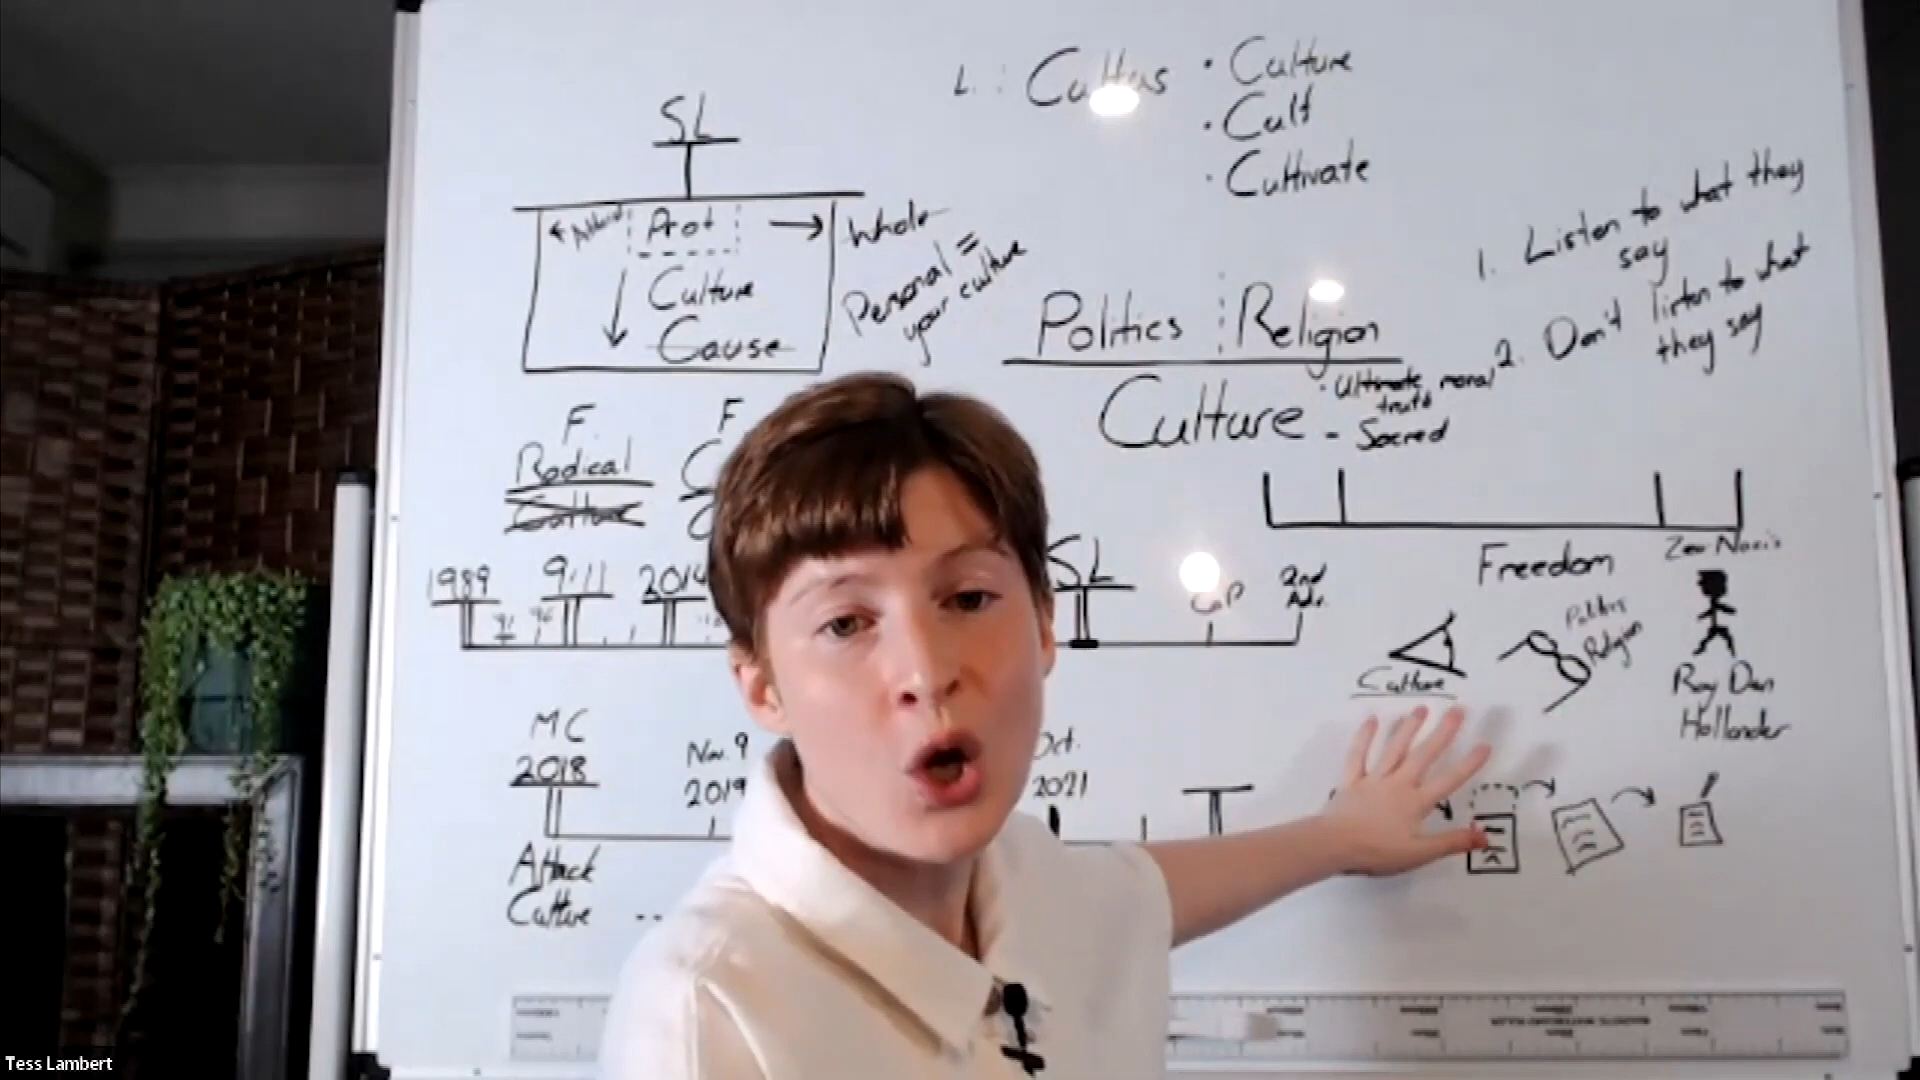 L: Cultus
• Culture
• Cult
• Cultivate
SL
Prot
Whole
Culture
Cause
Personal =
your culture
Politics
Religion
Culture
• Ultimate moral
truth
- Sacred
1. Listen to what they
say
2. Don't listen to what
they say
F.
Radical
Culture
F
C
1989
9/11
2014
91
96
SL
CoP
2nd
Adv.
Freedom
Culture
Politics
Religion
Roy Den
Hollander
MC
2018
Nov. 9
2019
Oct.
2021
Attack
Culture
Tess Lambert